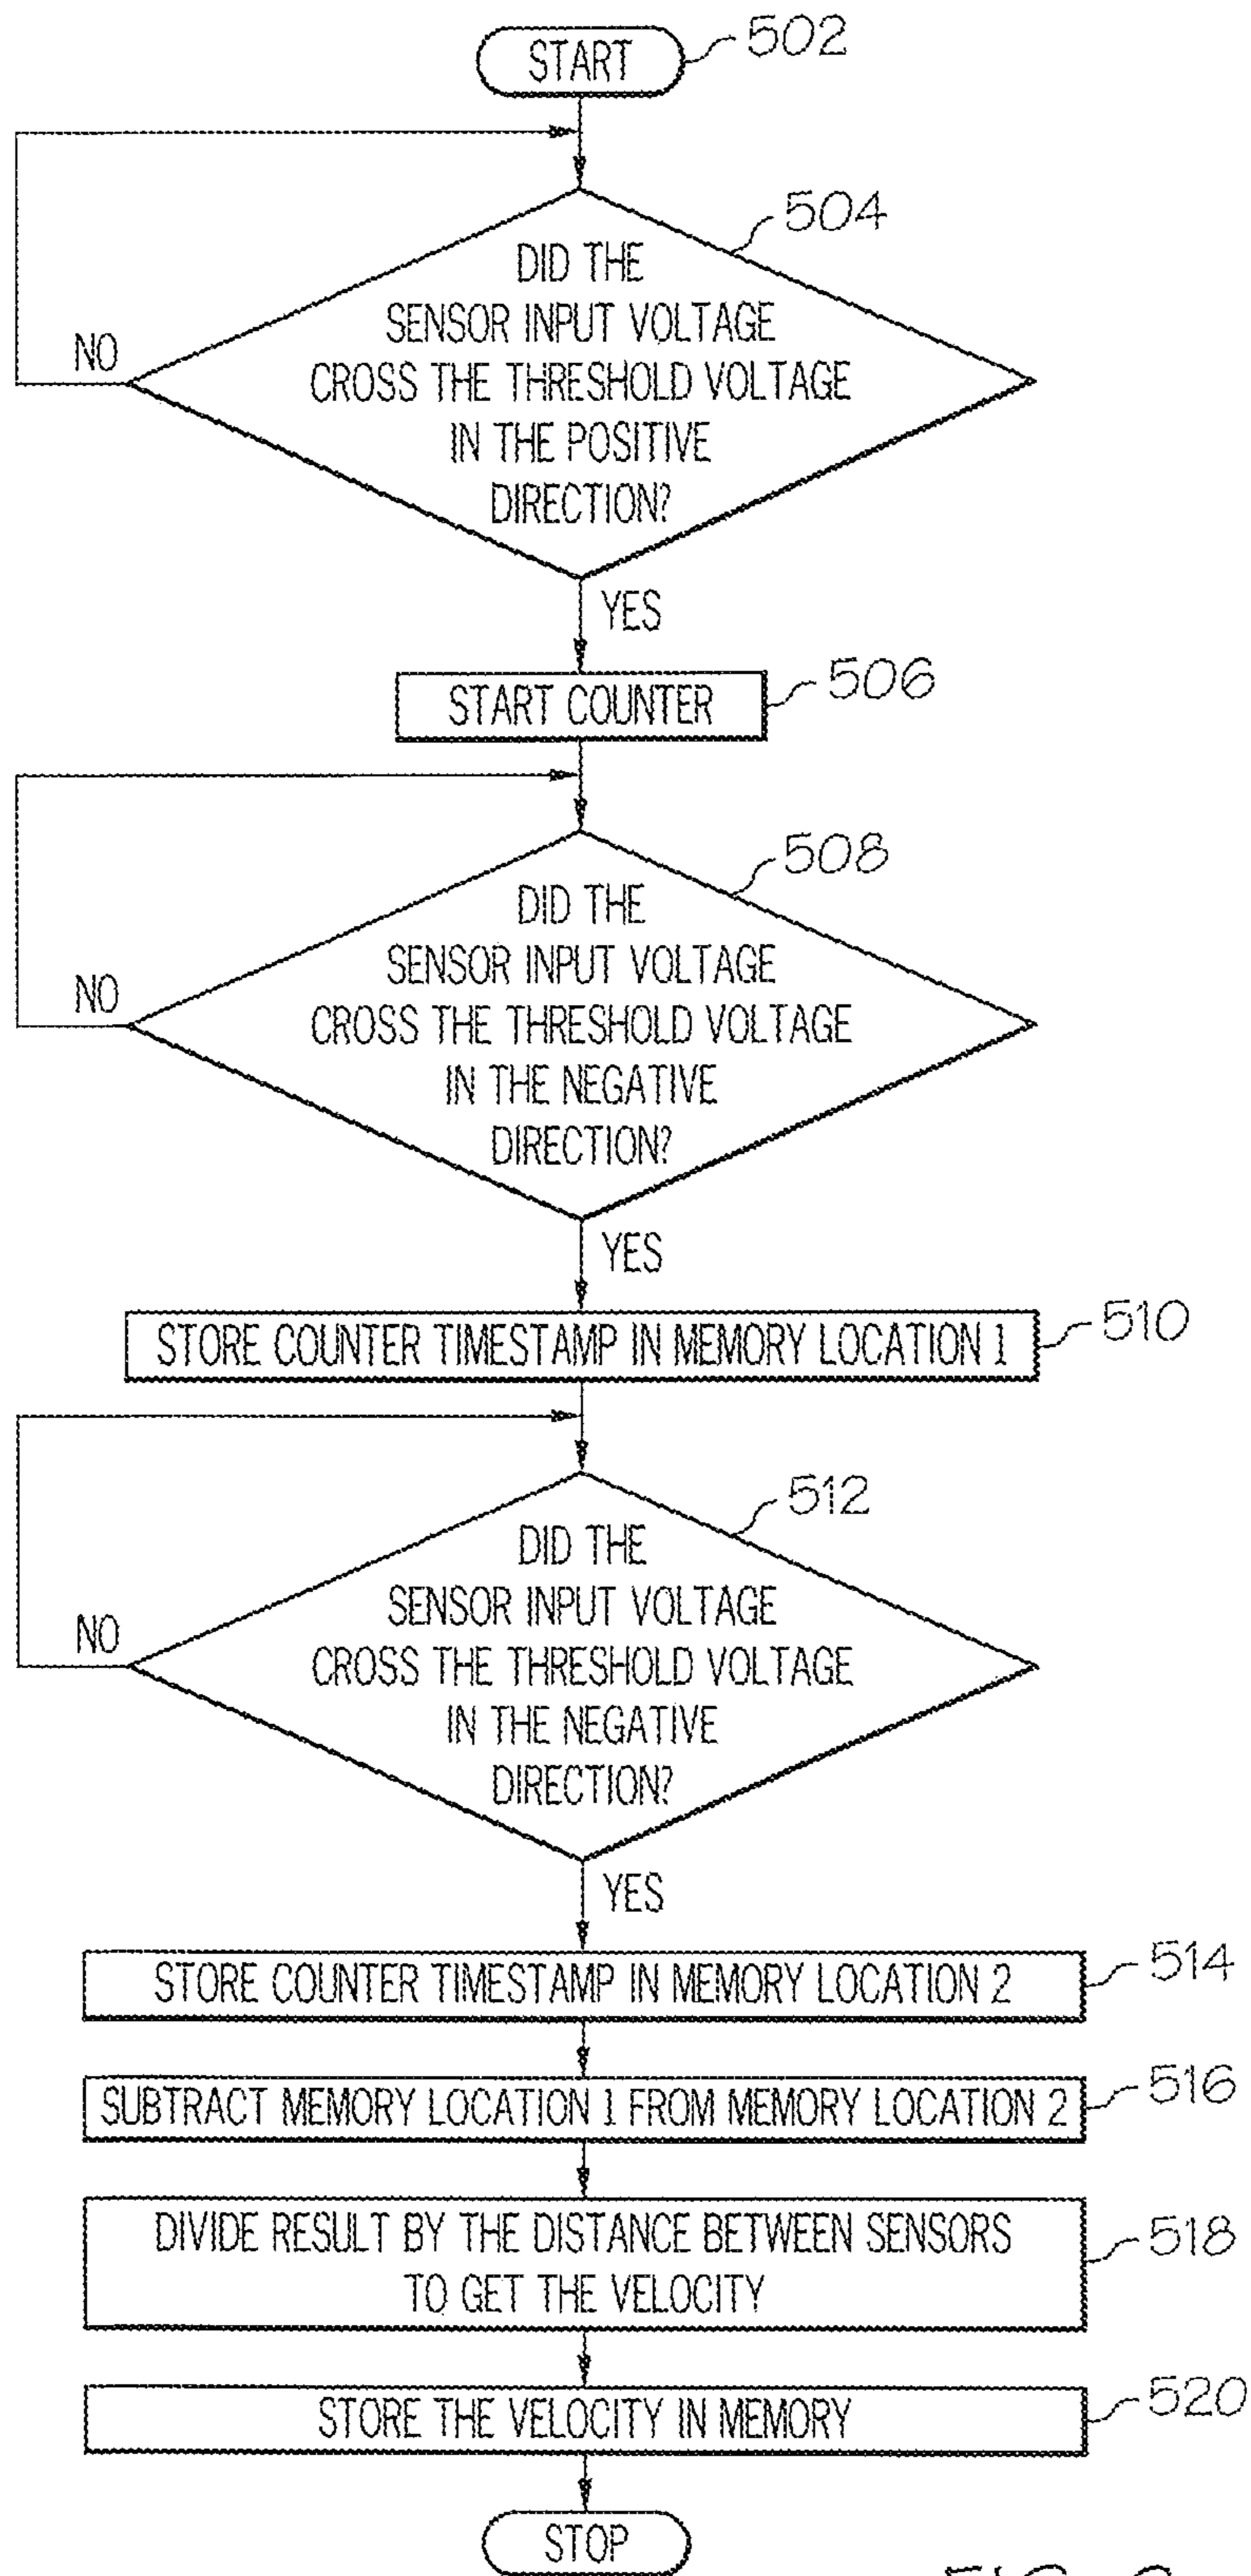 START
502
504
DID THE
SENSOR INPUT VOLTAGE
CROSS THE THRESHOLD VOLTAGE
IN THE POSITIVE
DIRECTION?
NO
YES
START COUNTER
506
508
DID THE
SENSOR INPUT VOLTAGE
CROSS THE THRESHOLD VOLTAGE
IN THE NEGATIVE
DIRECTION?
NO
YES
STORE COUNTER TIMESTAMP IN MEMORY LOCATION 1
510
512
DID THE
SENSOR INPUT VOLTAGE
CROSS THE THRESHOLD VOLTAGE
IN THE NEGATIVE
DIRECTION?
NO
YES
STORE COUNTER TIMESTAMP IN MEMORY LOCATION 2
514
SUBTRACT MEMORY LOCATION 1 FROM MEMORY LOCATION 2
516
DIVIDE RESULT BY THE DISTANCE BETWEEN SENSORS
TO GET THE VELOCITY
518
STORE THE VELOCITY IN MEMORY
520
STOP